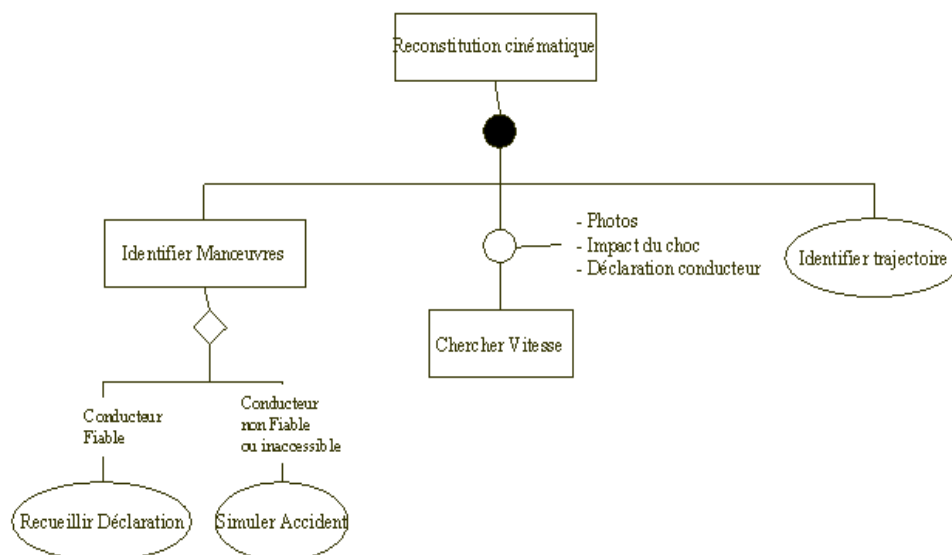 Reconstitution cinématique
Identifier Manœuvres
- Photos
- Impact du choc
- Déclaration conducteur
Identifier trajectoire
Chercher Vitesse
Conducteur
Fiable
Conducteur
non Fiable
ou inaccessible
Recueillir Déclaration
Simuler Accident